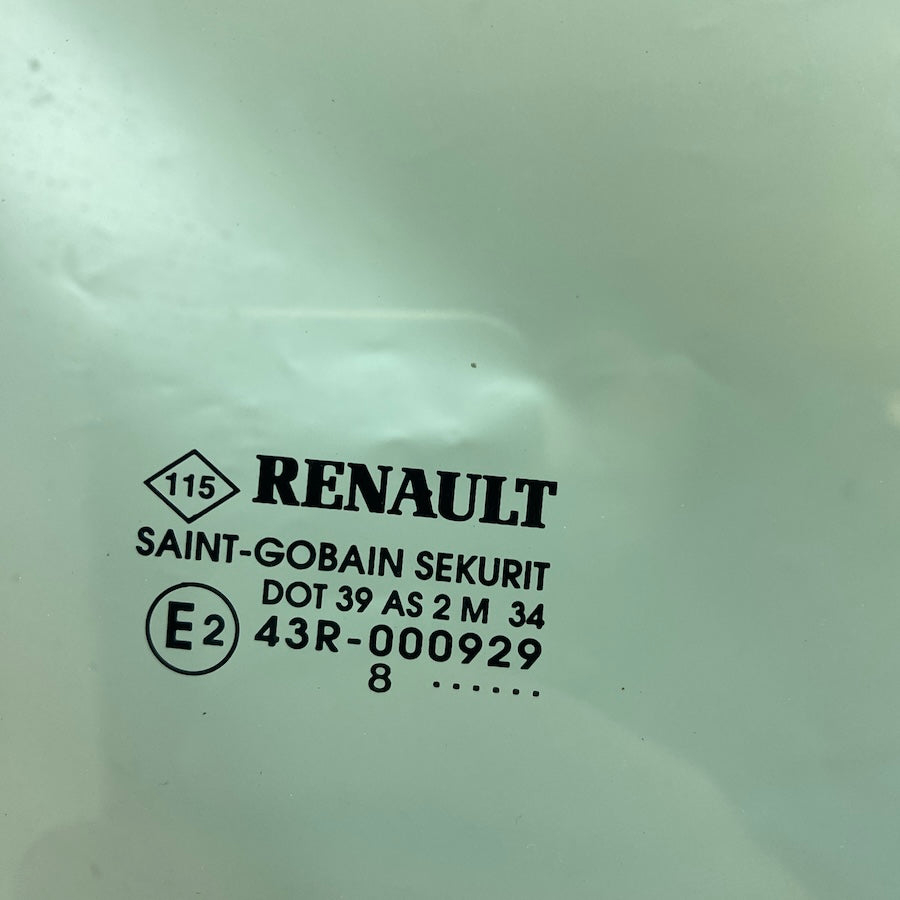 115 RENAULT
SAINT-GOBAIN SEKURIT
DOT 39 AS 2 M 34
E2 43R-000929
8 ......